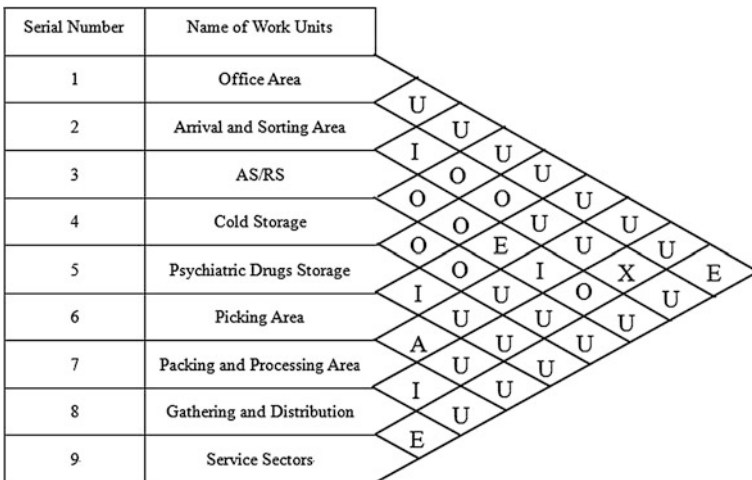 Serial Number Name of Work Units
1 Office Area
2 Arrival and Sorting Area
3 AS/RS
4 Cold Storage
5 Psychiatric Drugs Storage
6 Picking Area
7 Packing and Processing Area
8 Gathering and Distribution
9 Service Sectors
U
U
I U
O U
O O U
O U U
O E U U
O I X E
I U O U
U U U
A U U
U U
I U
U
E